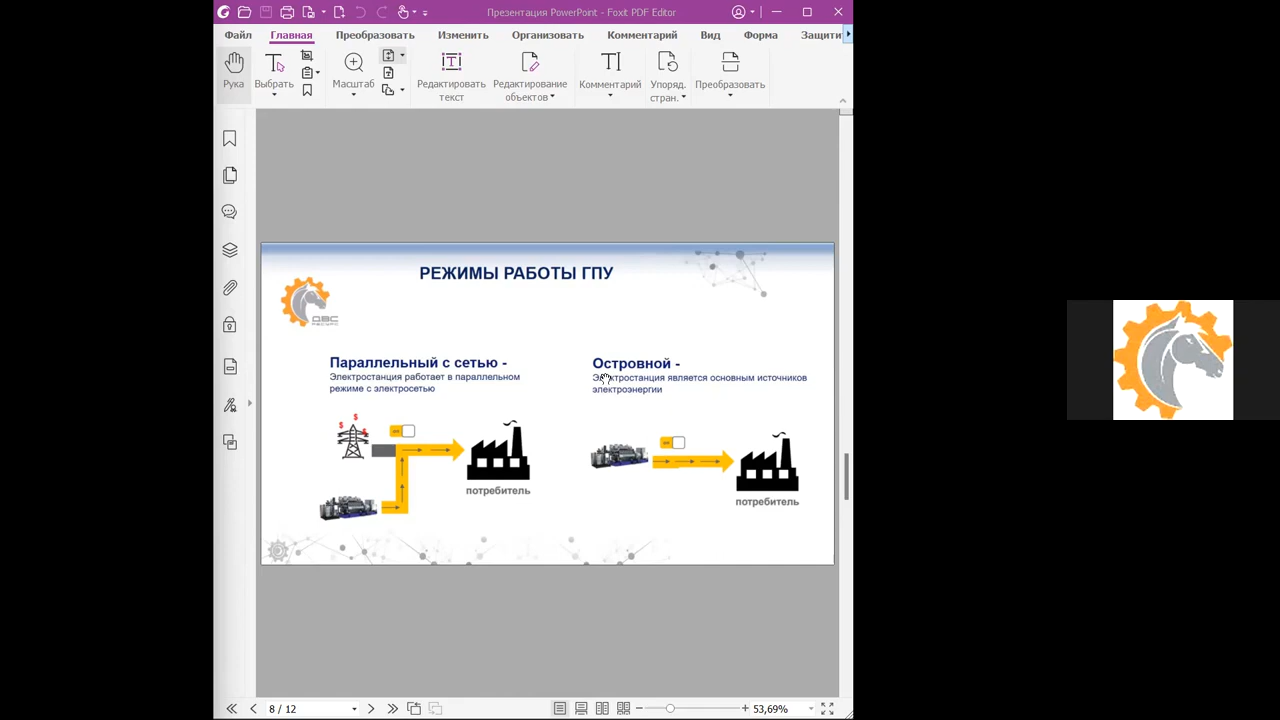 Презентация PowerPoint - Foxit PDF Editor
Файл Главная Преобразовать Изменить Организовать Комментарий Вид Форма Защити
Рука
Выбрать
Масштаб
Редактировать
текст
Редактирование
объектов
Комментарий
Упоряд.
стран.
Преобразовать
РЕЖИМЫ РАБОТЫ ГПУ
ДВС
РЕСУРС
Параллельный с сетью -
Электростанция работает в параллельном
режиме с электросетью
потребитель
Островной -
Электростанция является основным источников
электроэнергии
потребитель
8 / 12
53,69%